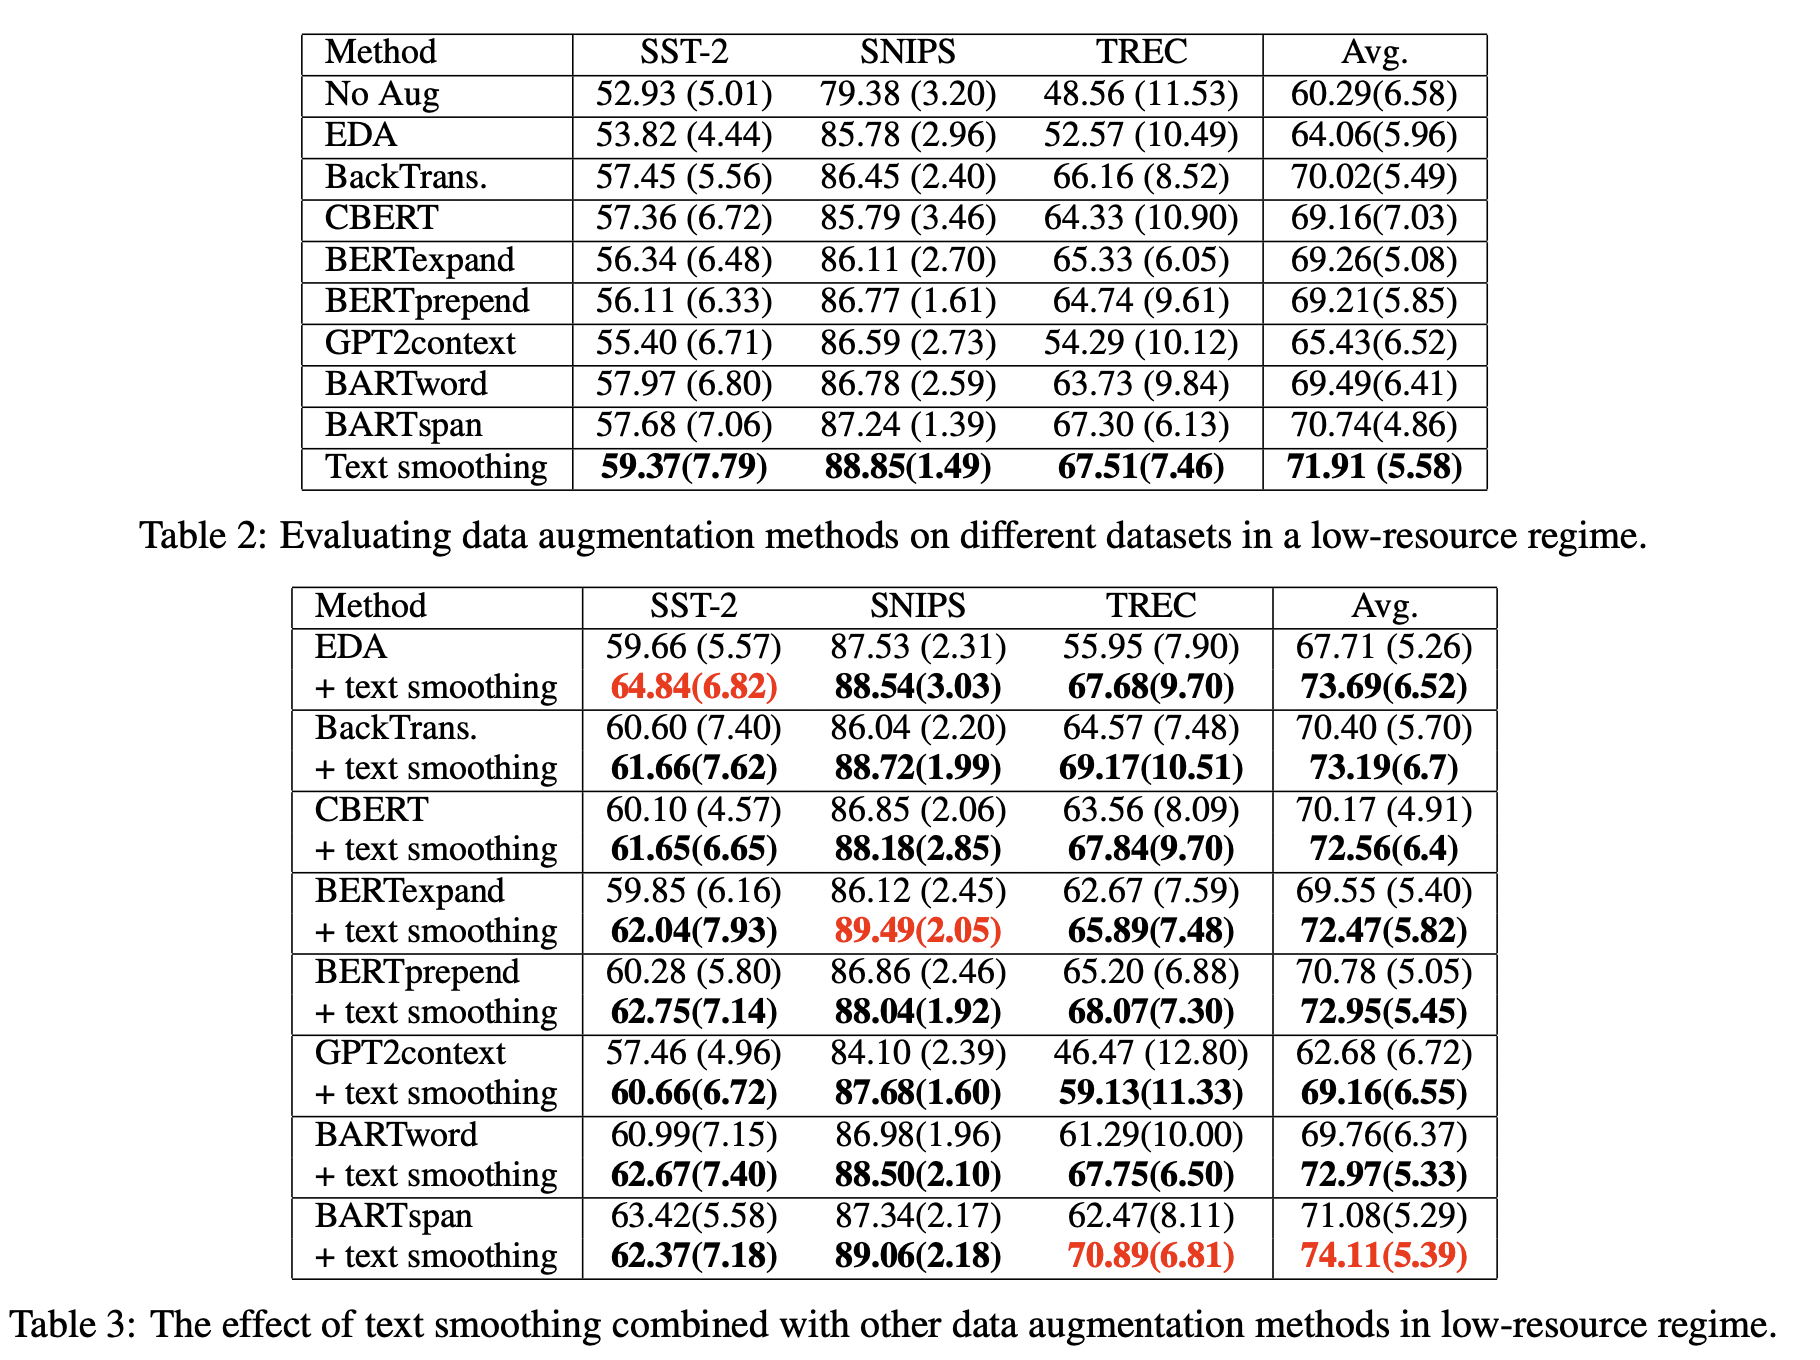 Method SST-2 SNIPS TREC Avg.
No Aug 52.93 (5.01) 79.38 (3.20) 48.56 (11.53) 60.29(6.58)
EDA 53.82 (4.44) 85.78 (2.96) 52.57 (10.49) 64.06(5.96)
BackTrans. 57.45 (5.56) 86.45 (2.40) 66.16 (8.52) 70.02(5.49)
CBERT 57.36 (6.72) 85.79 (3.46) 64.33 (10.90) 69.16(7.03)
BERTexpand 56.34 (6.48) 86.11 (2.70) 65.33 (6.05) 69.26(5.08)
BERTprepend 56.11 (6.33) 86.77 (1.61) 64.74 (9.61) 69.21(5.85)
GPT2context 55.40 (6.71) 86.59 (2.73) 54.29 (10.12) 65.43(6.52)
BARTword 57.97 (6.80) 86.78 (2.59) 63.73 (9.84) 69.49(6.41)
BARTspan 57.68 (7.06) 87.24 (1.39) 67.30 (6.13) 70.74(4.86)
Text smoothing 59.37(7.79) 88.85(1.49) 67.51(7.46) 71.91 (5.58)
Table 2: Evaluating data augmentation methods on different datasets in a low-resource regime.
Method SST-2 SNIPS TREC Avg.
EDA 59.66 (5.57) 87.53 (2.31) 55.95 (7.90) 67.71 (5.26)
+ text smoothing 64.84(6.82) 88.54(3.03) 67.68(9.70) 73.69(6.52)
BackTrans. 60.60 (7.40) 86.04 (2.20) 64.57 (7.48) 70.40 (5.70)
+ text smoothing 61.66(7.62) 88.72(1.99) 69.17(10.51) 73.19(6.7)
CBERT 60.10 (4.57) 86.85 (2.06) 63.56 (8.09) 70.17 (4.91)
+ text smoothing 61.65(6.65) 88.18(2.85) 67.84(9.70) 72.56(6.4)
BERTexpand 59.85 (6.16) 86.12 (2.45) 62.67 (7.59) 69.55 (5.40)
+ text smoothing 62.04(7.93) 89.49(2.05) 65.89(7.48) 72.47(5.82)
BERTprepend 60.28 (5.80) 86.86 (2.46) 65.20 (6.88) 70.78 (5.05)
+ text smoothing 62.75(7.14) 88.04(1.92) 68.07(7.30) 72.95(5.45)
GPT2context 57.46 (4.96) 84.10 (2.39) 46.47 (12.80) 62.68 (6.72)
+ text smoothing 60.66(6.72) 87.68(1.60) 59.13(11.33) 69.16(6.55)
BARTword 60.99(7.15) 86.98(1.96) 61.29(10.00) 69.76(6.37)
+ text smoothing 62.67(7.40) 88.50(2.10) 67.75(6.50) 72.97(5.33)
BARTspan 63.42(5.58) 87.34(2.17) 62.47(8.11) 71.08(5.29)
+ text smoothing 62.37(7.18) 89.06(2.18) 70.89(6.81) 74.11(5.39)
Table 3: The effect of text smoothing combined with other data augmentation methods in low-resource regime.